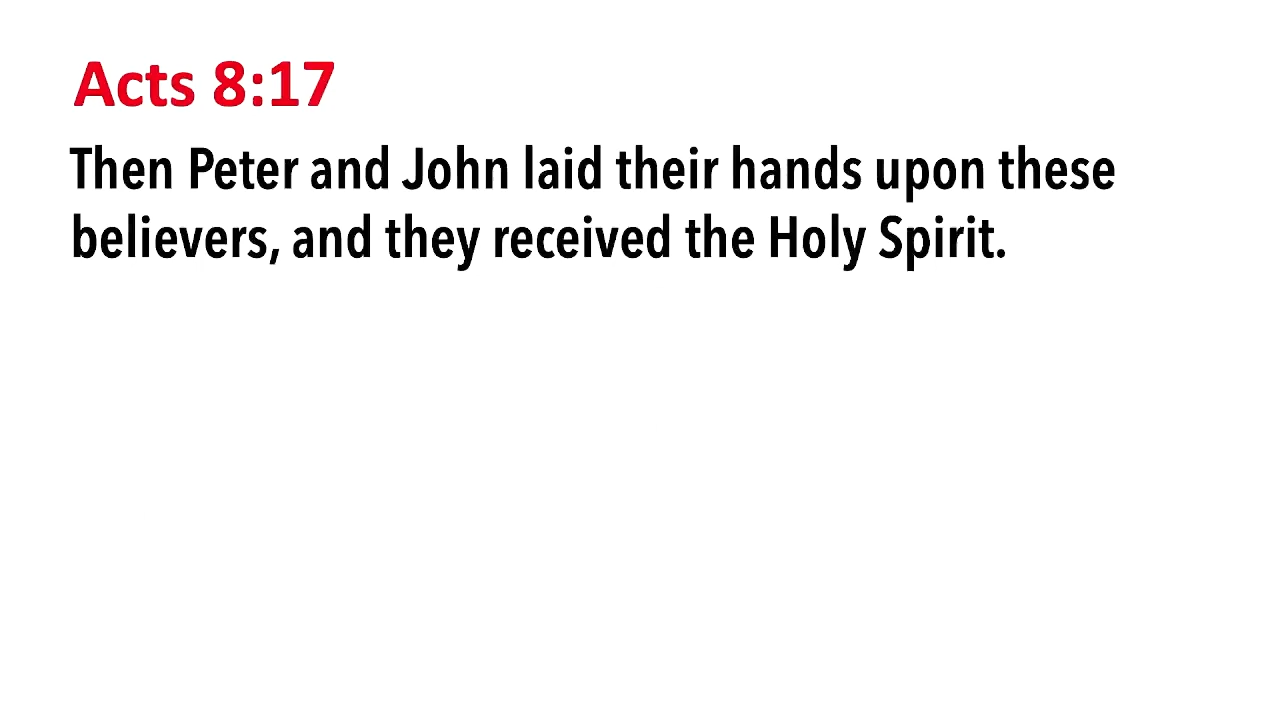 Acts 8:17
Then Peter and John laid their hands upon these
believers, and they received the Holy Spirit.